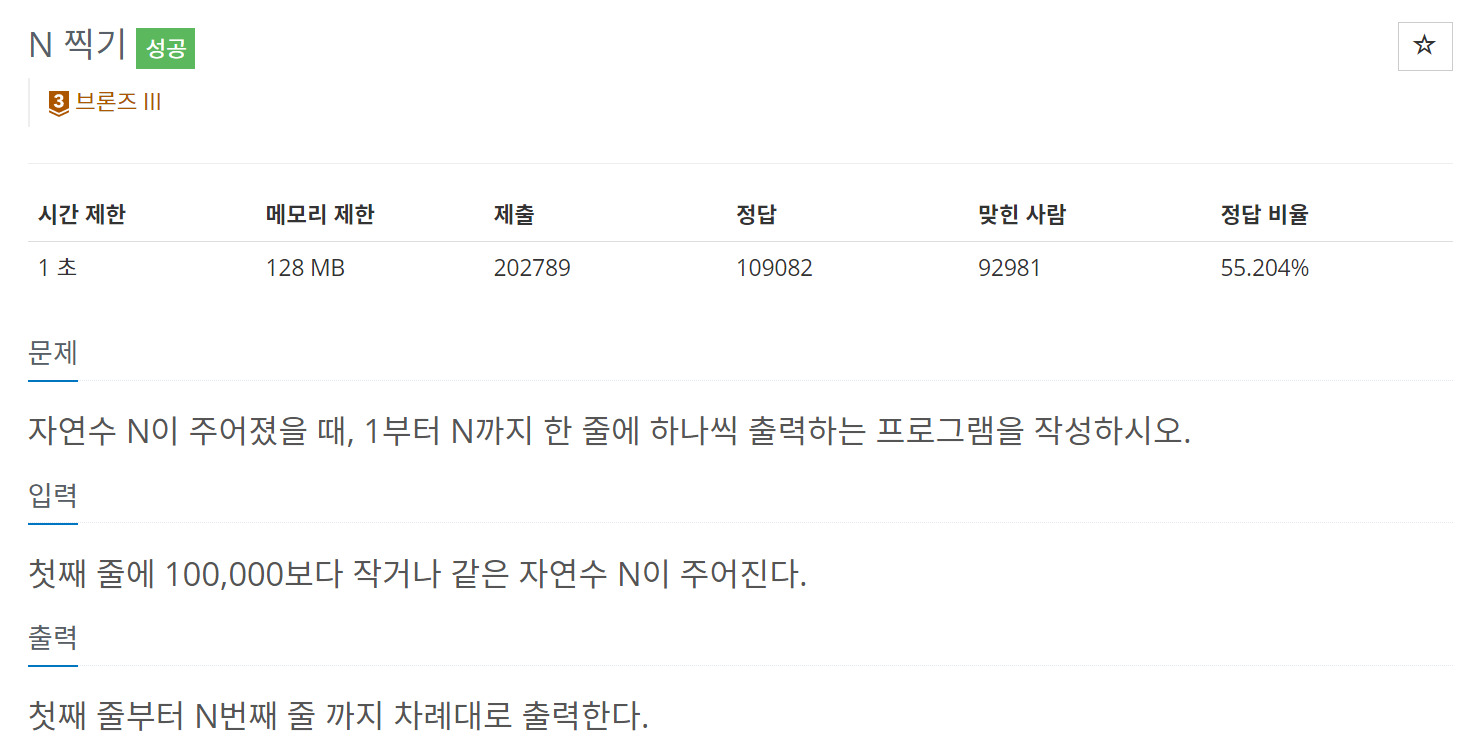 N 찍기 성공
☆
3 브론즈 III
시간 제한 메모리 제한 제출 정답 맞힌 사람 정답 비율
1 초 128 MB 202789 109082 92981 55.204%
문제
자연수 N이 주어졌을 때, 1부터 N까지 한 줄에 하나씩 출력하는 프로그램을 작성하시오.
입력
첫째 줄에 100,000보다 작거나 같은 자연수 N이 주어진다.
출력
첫째 줄부터 N번째 줄 까지 차례대로 출력한다.